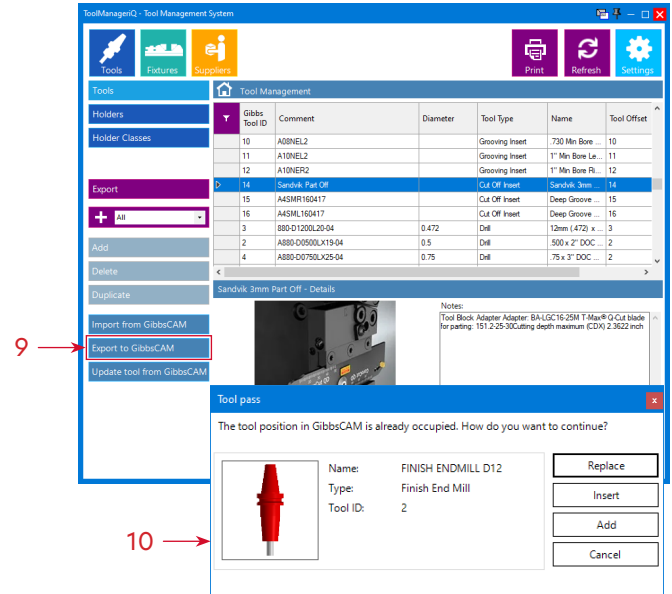 ToolManageriQ - Tool Management System
Tools
Fixtures
Suppliers
Print
Refresh
Settings
Tools
Tool Management
Holders
Holder Classes
Export
All
Add
Delete
Duplicate
Import from GibbsCAM
9
Export to GibbsCAM
Update tool from GibbsCAM
Gibbs Tool ID Comment Diameter Tool Type Name Tool Offset
10 A08NEL2 Grooving Insert .730 Min Bore ... 10
11 A10NEL2 Grooving Insert 1" Min Bore Le... 11
12 A10NER2 Grooving Insert 1" Min Bore Ri... 12
14 Sandvik Part Off Cut Off Insert Sandvik 3mm ... 14
15 A4SMR160417 Cut Off Insert Deep Groove ... 15
16 A4SML160417 Cut Off Insert Deep Groove ... 16
3 880-D1200L20-04 0.472 Drill 12mm (.472) x ... 3
2 A880-D0500LX19-04 0.5 Drill .500 x 2" DOC ... 2
4 A880-D0750LX25-04 0.75 Drill .75 x 3" DOC ... 4
Sandvik 3mm Part Off - Details
Notes:
Tool Block Adapter Adapter: BA-LGC16-25M T-Max® Q-Cut blade
for parting: 151.2-25-30Cutting depth maximum (CDX) 2.3622 inch
Tool pass
x
The tool position in GibbsCAM is already occupied. How do you want to continue?
Name: FINISH ENDMILL D12
Type: Finish End Mill
Tool ID: 2
Replace
Insert
Add
Cancel
10